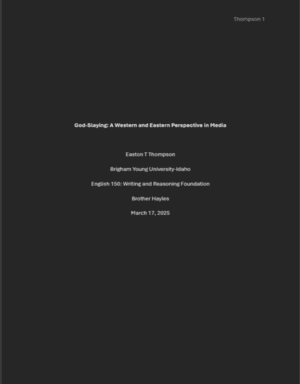 Thompson 1
God-Slaying: A Western and Eastern Perspective in Media
Easton T Thompson
Brigham Young University-Idaho
English 150: Writing and Reasoning Foundation
Brother Hayles
March 17, 2025